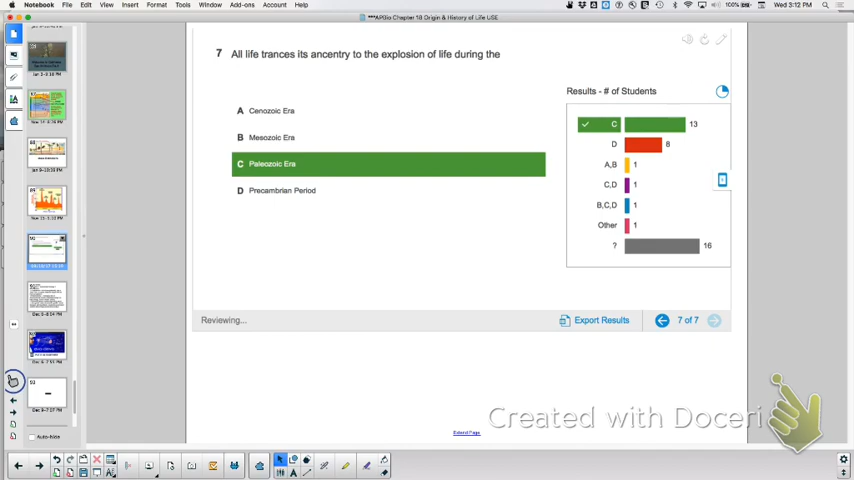 Notebook File Edit View Insert Format Tools Window Add-ons Account Help
100% Wed 3:12 PM
***APBio Chapter 18 Origin & History of Life USE
7 All life trances its ancentry to the explosion of life during the
A Cenozoic Era
B Mesozoic Era
C Paleozoic Era
D Precambrian Period
Results - # of Students
C 13
D 8
A,B 1
C,D 1
B,C,D 1
Other 1
? 16
Reviewing...
Export Results
7 of 7
Created with Doceri
Extend Page
Auto-hide